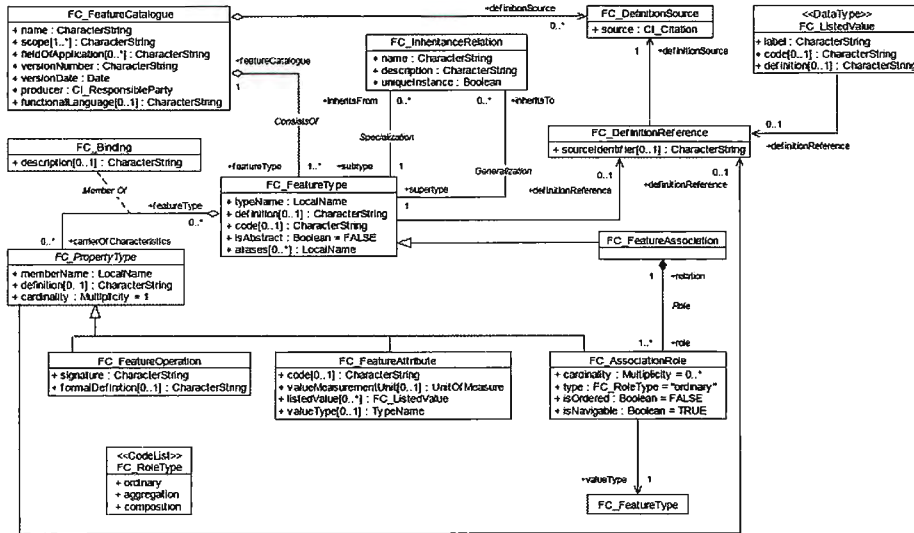 FC_FeatureCatalogue
+ name : CharacterString
+ scope[1..*] : CharacterString
+ fieldOfApplication[0..*] : CharacterString
+ versionNumber : CharacterString
+ versionDate : Date
+ producer : CI_ResponsibleParty
+ functionalLanguage[0..1] : CharacterString
+definitionSource
0..*
FC_DefinitionSource
+ source : CI_Citation
<<DataType>>
FC_ListedValue
+ label : CharacterString
+ code[0..1] : CharacterString
+ definition[0..1] : CharacterString
FC_InheritanceRelation
+ name : CharacterString
+ description : CharacterString
+ uniqueInstance : Boolean
+featureCatalogue
1
1
+definitionSource
+inheritsFrom
0..*
0..*
+inheritsTo
ConsistsOf
Specialization
Generalization
FC_DefinitionReference
+ sourceIdentifier[0..1] : CharacterString
0..1
+definitionReference
FC_Binding
+ description[0..1] : CharacterString
+featureType
1..*
+subtype
1
0..1
+definitionReference
0..1
+definitionReference
Member Of
+featureType
0..*
FC_FeatureType
+ typeName : LocalName
+ definition[0..1] : CharacterString
+ code[0..1] : CharacterString
+ isAbstract : Boolean = FALSE
+ aliases[0..*] : LocalName
+supertype
1
0..*
+carrierOfCharacteristics
FC_PropertyType
+ memberName : LocalName
+ definition[0..1] : CharacterString
+ cardinality : Multiplicity = 1
FC_FeatureAssociation
1
+relation
Role
1..*
+role
FC_FeatureOperation
+ signature : CharacterString
+ formalDefinition[0..1] : CharacterString
FC_FeatureAttribute
+ code[0..1] : CharacterString
+ valueMeasurementUnit[0..1] : UnitOfMeasure
+ listedValue[0..*] : FC_ListedValue
+ valueType[0..1] : TypeName
FC_AssociationRole
+ cardinality : Multiplicity = 0..*
+ type : FC_RoleType = "ordinary"
+ isOrdered : Boolean = FALSE
+ isNavigable : Boolean = TRUE
<<CodeList>>
FC_RoleType
+ ordinary
+ aggregation
+ composition
+valueType
1
FC_FeatureType